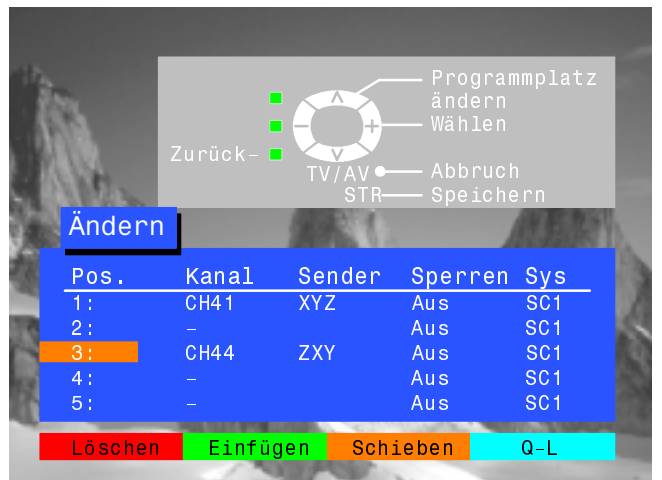 Programmplatz
ändern
Wählen
Zurück–
TV/AV Abbruch
STR Speichern
Ändern
Pos. Kanal Sender Sperren Sys
1: CH41 XYZ Aus SC1
2: – Aus SC1
3: CH44 ZXY Aus SC1
4: – Aus SC1
5: – Aus SC1
Löschen Einfügen Schieben Q–L